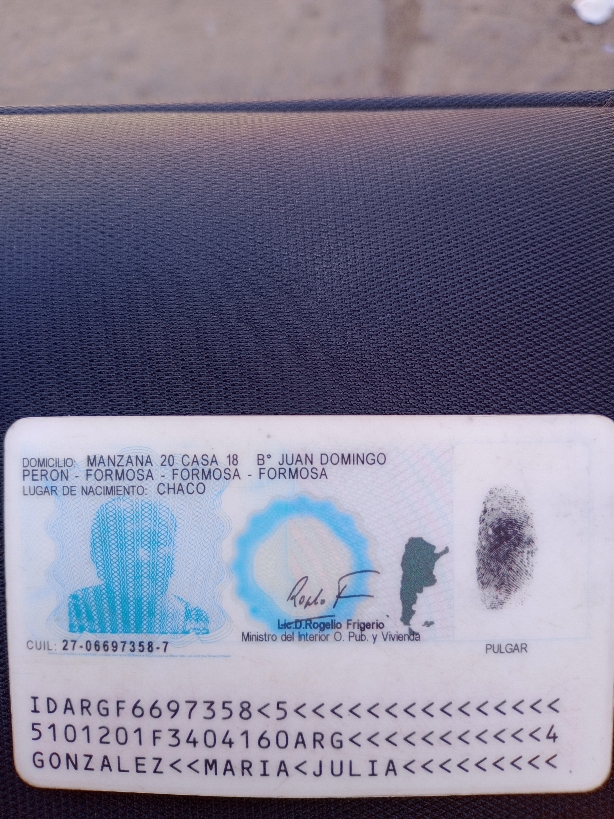 DOMICILIO: MANZANA 20 CASA 18 B° JUAN DOMINGO
PERON - FORMOSA - FORMOSA - FORMOSA
LUGAR DE NACIMIENTO: CHACO
Lic.D.Rogelio Frigerio
Ministro del Interior O. Pub. y Vivienda
CUIL: 27-06697358-7
PULGAR
IDARGF6697358<5<<<<<<<<<<<<<<<
5101201F3404160ARG<<<<<<<<<<<4
GONZALEZ<<MARIA<JULIA<<<<<<<<<